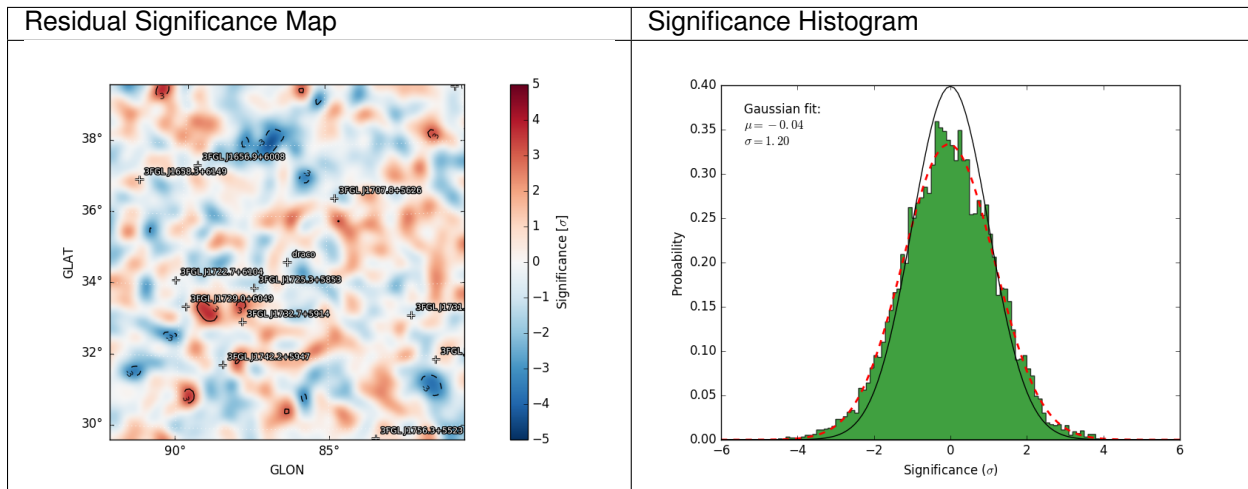 Residual Significance Map
Significance Histogram
38°
36°
34°
32°
30°
90°
85°
GLAT
GLON
3FGL J1656.9+6008
3FGL J1658.3+6149
3FGL J1707.8+5626
draco
3FGL J1722.7+6104
3FGL J1725.3+5853
3FGL J1729.0+6049
3FGL J1732.7+5914
3FGL J1731.
3FGL
3FGL J1742.2+5947
3FGL J1756.3+5523
5
4
3
2
1
0
−1
−2
−3
−4
−5
Significance [σ]
0.40
0.35
0.30
0.25
0.20
0.15
0.10
0.05
0.00
Probability
Gaussian fit:
μ = −0.04
σ = 1.20
−6 −4 −2 0 2 4 6
Significance (σ)